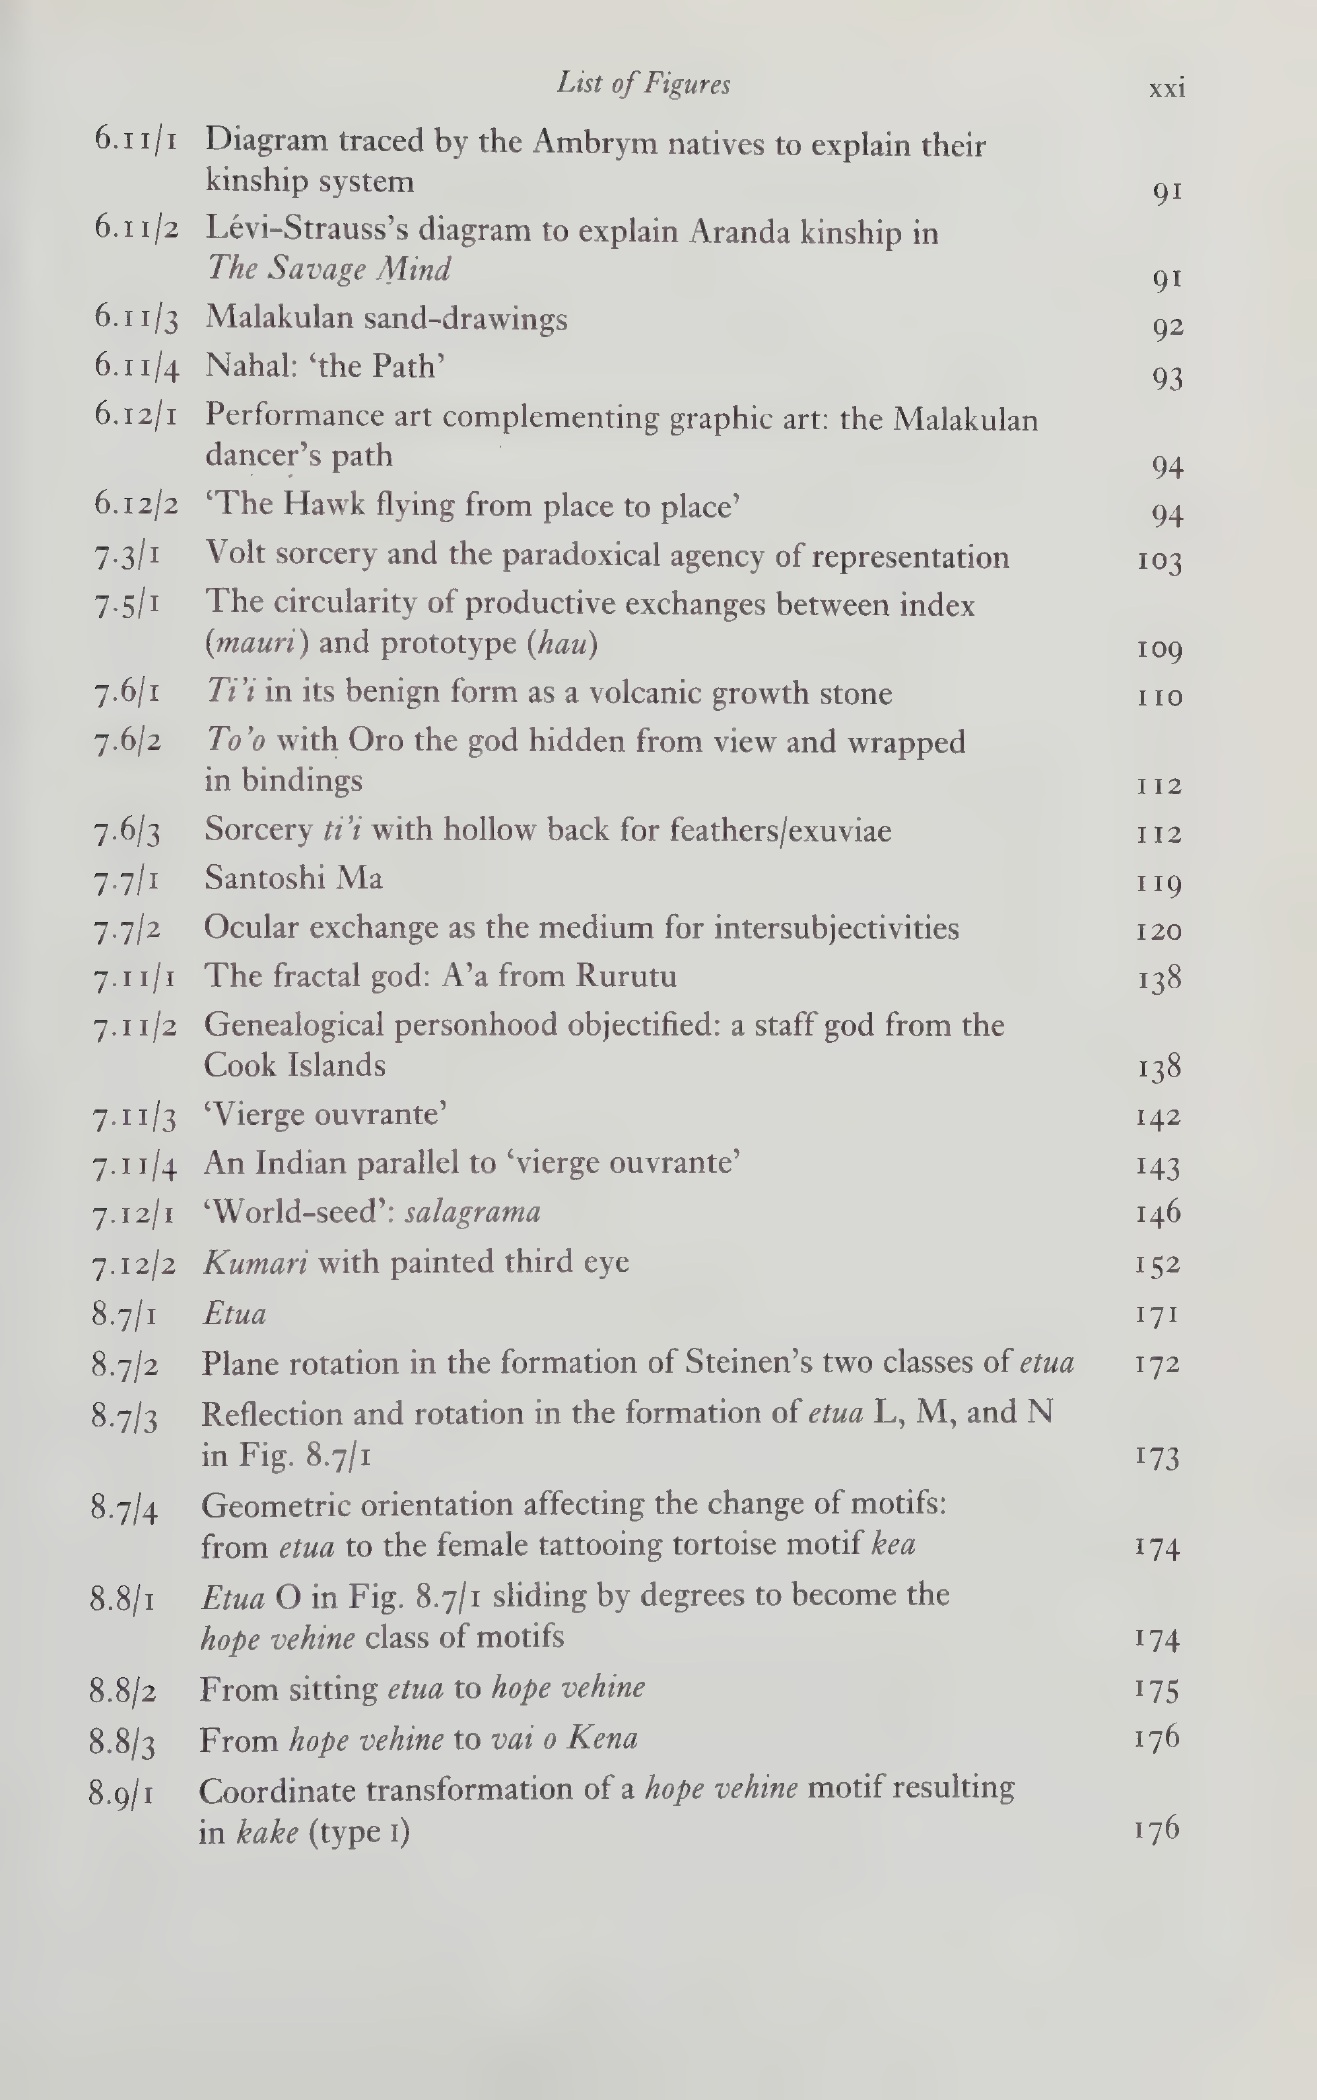 List of Figures xxi
6.11/1 Diagram traced by the Ambrym natives to explain their
kinship system 91
6.11/2 Lévi-Strauss’s diagram to explain Aranda kinship in
The Savage Mind 91
6.11/3 Malakulan sand-drawings 92
6.11/4 Nahal: ‘the Path’ 93
6.12/1 Performance art complementing graphic art: the Malakulan
dancer’s path 94
6.12/2 ‘The Hawk flying from place to place’ 94
7.3/1 Volt sorcery and the paradoxical agency of representation 103
7.5/1 The circularity of productive exchanges between index
(mauri) and prototype (hau) 109
7.6/1 Ti’i in its benign form as a volcanic growth stone 110
7.6/2 To’o with Oro the god hidden from view and wrapped
in bindings 112
7.6/3 Sorcery ti’i with hollow back for feathers/exuviae 112
7.7/1 Santoshi Ma 119
7.7/2 Ocular exchange as the medium for intersubjectivities 120
7.11/1 The fractal god: A’a from Rurutu 138
7.11/2 Genealogical personhood objectified: a staff god from the
Cook Islands 138
7.11/3 ‘Vierge ouvrante’ 142
7.11/4 An Indian parallel to ‘vierge ouvrante’ 143
7.12/1 ‘World-seed’: salagrama 146
7.12/2 Kumari with painted third eye 152
8.7/1 Etua 171
8.7/2 Plane rotation in the formation of Steinen’s two classes of etua 172
8.7/3 Reflection and rotation in the formation of etua L, M, and N
in Fig. 8.7/1 173
8.7/4 Geometric orientation affecting the change of motifs:
from etua to the female tattooing tortoise motif kea 174
8.8/1 Etua O in Fig. 8.7/1 sliding by degrees to become the
hope vehine class of motifs 174
8.8/2 From sitting etua to hope vehine 175
8.8/3 From hope vehine to vai o Kena 176
8.9/1 Coordinate transformation of a hope vehine motif resulting
in kake (type 1) 176